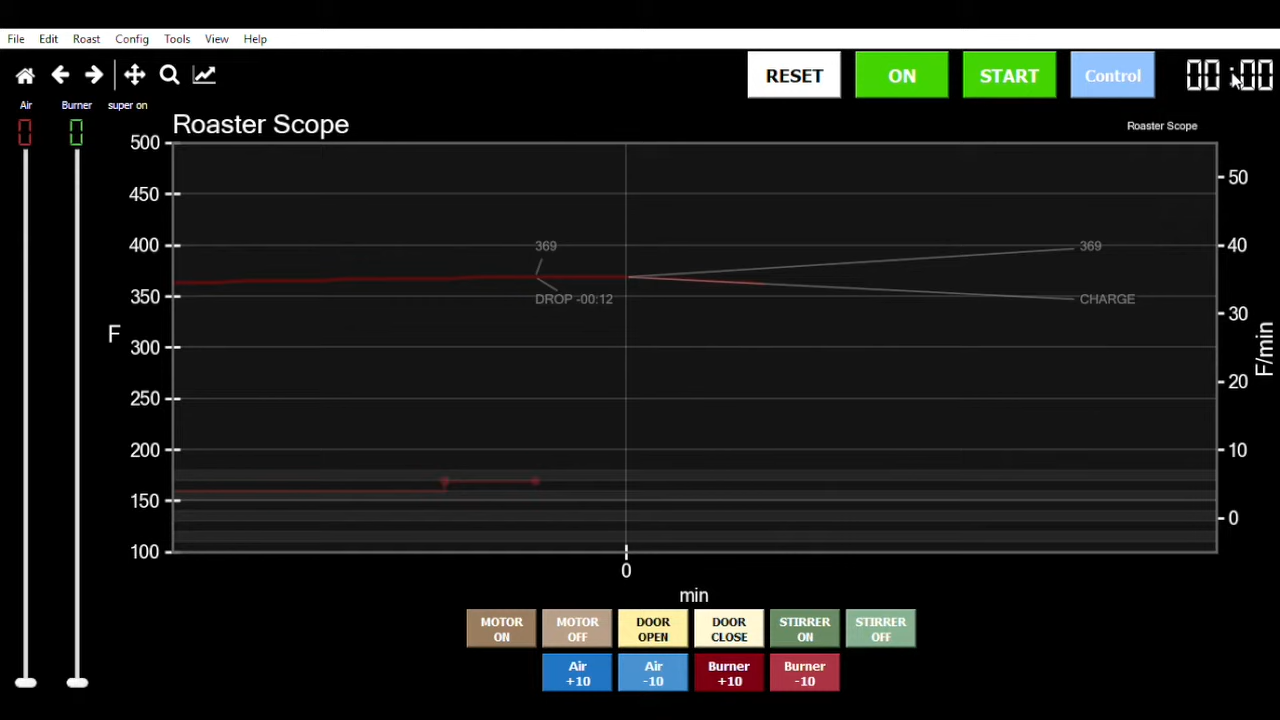 File Edit Roast Config Tools View Help
RESET ON START Control 00:00
Air Burner super on
0 0
Roaster Scope
Roaster Scope
500
450
400
350
300
250
200
150
100
F
50
40
30
20
10
0
F/min
369
DROP -00:12
369
CHARGE
0
min
MOTOR ON
MOTOR OFF
DOOR OPEN
DOOR CLOSE
STIRRER ON
STIRRER OFF
Air +10
Air -10
Burner +10
Burner -10